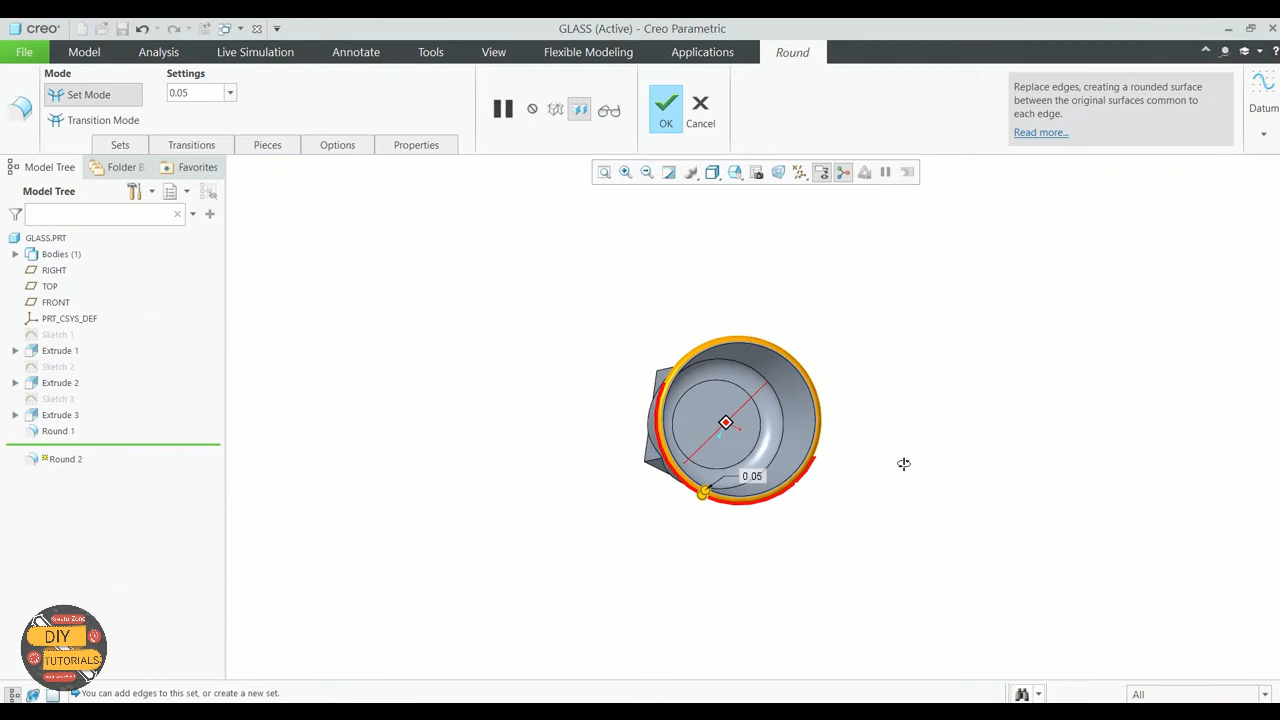 creo
GLASS (Active) - Creo Parametric
File
Model
Analysis
Live Simulation
Annotate
Tools
View
Flexible Modeling
Applications
Round
Mode
Set Mode
Transition Mode
Settings
0.05
OK
Cancel
Replace edges, creating a rounded surface
between the original surfaces common to
each edge.
Read more...
Datum
Sets
Transitions
Pieces
Options
Properties
Model Tree
Folder B
Favorites
Model Tree
GLASS.PRT
Bodies (1)
RIGHT
TOP
FRONT
PRT_CSYS_DEF
Sketch 1
Extrude 1
Sketch 2
Extrude 2
Sketch 3
Extrude 3
Round 1
Round 2
0.05
DIY
TUTORIALS
You can add edges to this set, or create a new set.
All